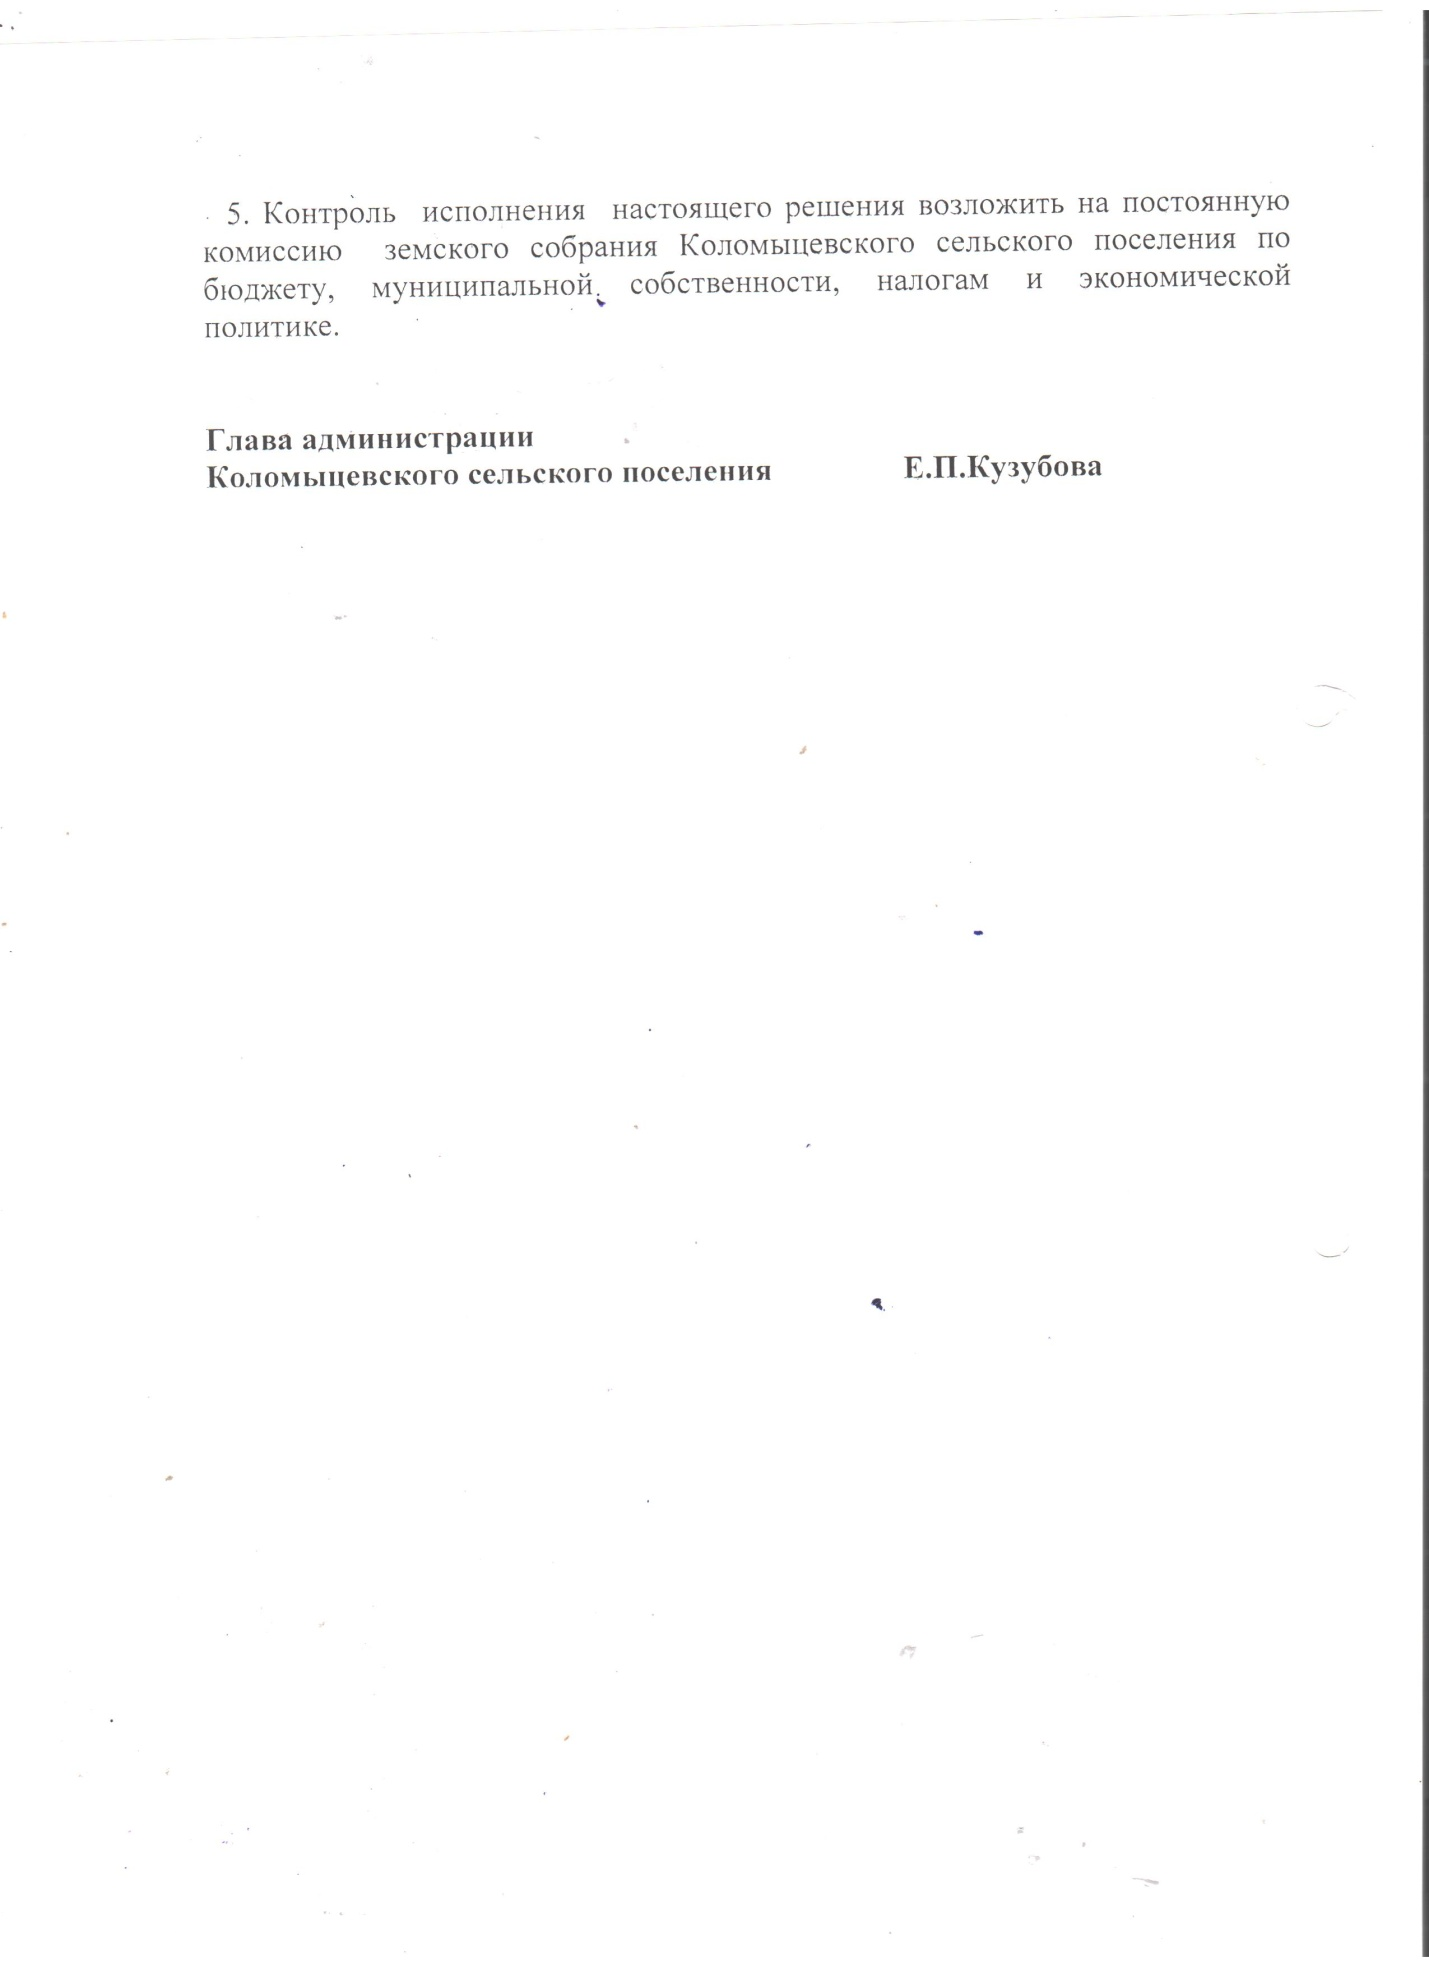 5. Контроль исполнения настоящего решения возложить на постоянную
комиссию земского собрания Коломыцевского сельского поселения по
бюджету, муниципальной собственности, налогам и экономической
политике.
Глава администрации
Коломыцевского сельского поселения Е.П.Кузубова